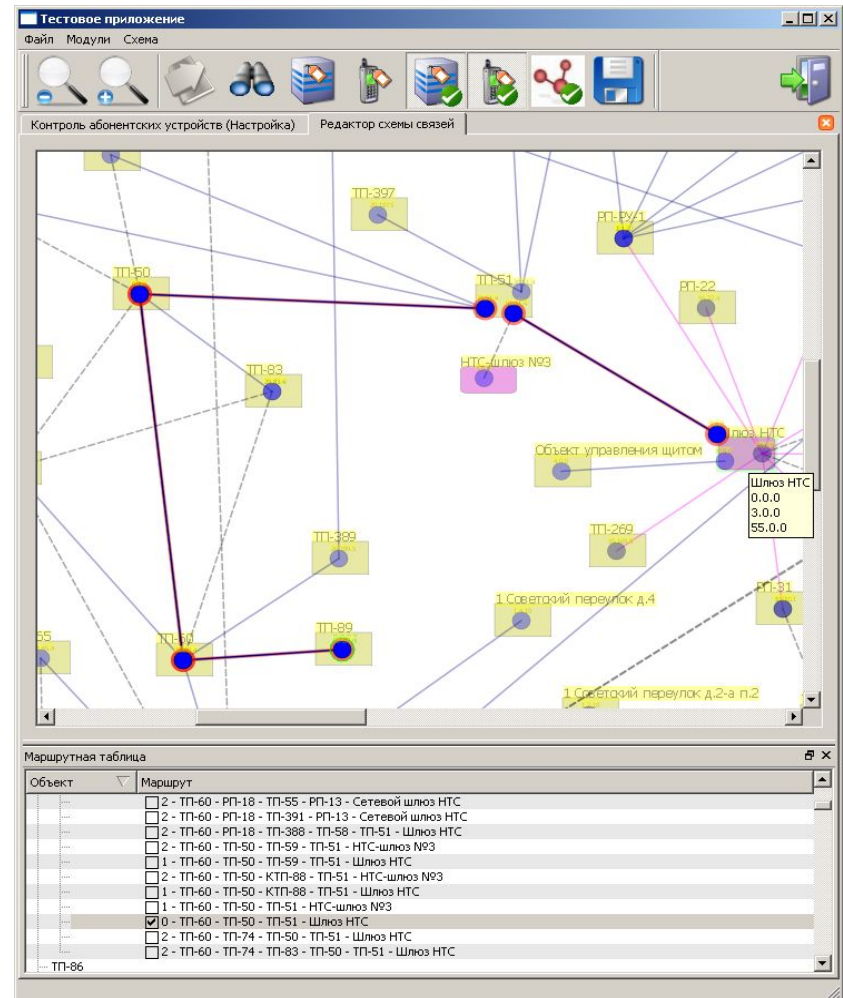 Тестовое приложение
Файл Модули Схема
Контроль абонентских устройств (Настройка) Редактор схемы связей
ТП-397
РП-РУ-1
ТП-50
ТП-51
РП-22
ТП-83
НТС-шлюз №3
Шлюз НТС
Объект управления щитом
Шлюз НТС
0.0.0
3.0.0
55.0.0
ТП-389
ТП-269
1 Советский переулок д.4
РП-31
65
ТП-60
ТП-89
1 Советский переулок д.2-а п.2
Маршрутная таблица
Объект Маршрут
2 - ТП-60 - РП-18 - ТП-55 - РП-13 - Сетевой шлюз НТС
2 - ТП-60 - РП-18 - ТП-391 - РП-13 - Сетевой шлюз НТС
2 - ТП-60 - РП-18 - ТП-388 - ТП-58 - ТП-51 - Шлюз НТС
2 - ТП-60 - ТП-50 - ТП-59 - ТП-51 - НТС-шлюз №3
1 - ТП-60 - ТП-50 - ТП-59 - ТП-51 - Шлюз НТС
2 - ТП-60 - ТП-50 - КТП-88 - ТП-51 - НТС-шлюз №3
1 - ТП-60 - ТП-50 - КТП-88 - ТП-51 - Шлюз НТС
1 - ТП-60 - ТП-50 - ТП-51 - НТС-шлюз №3
0 - ТП-60 - ТП-50 - ТП-51 - Шлюз НТС
2 - ТП-60 - ТП-74 - ТП-50 - ТП-51 - Шлюз НТС
2 - ТП-60 - ТП-74 - ТП-83 - ТП-50 - ТП-51 - Шлюз НТС
ТП-86